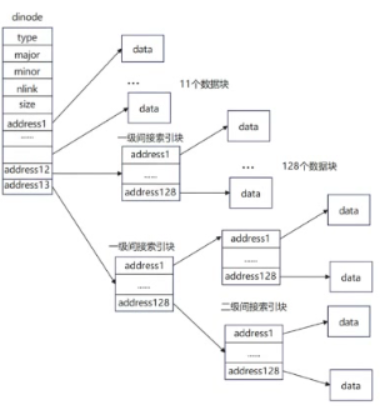 dinode
type
major
minor
nlink
size
address1
......
address12
address13
data
...
11个数据块
data
一级间接索引块
address1
.....
address128
data
...
128个数据块
data
一级间接索引块
address1
.....
address128
address1
.....
address128
data
data
二级间接索引块
address1
.....
address128
data
data